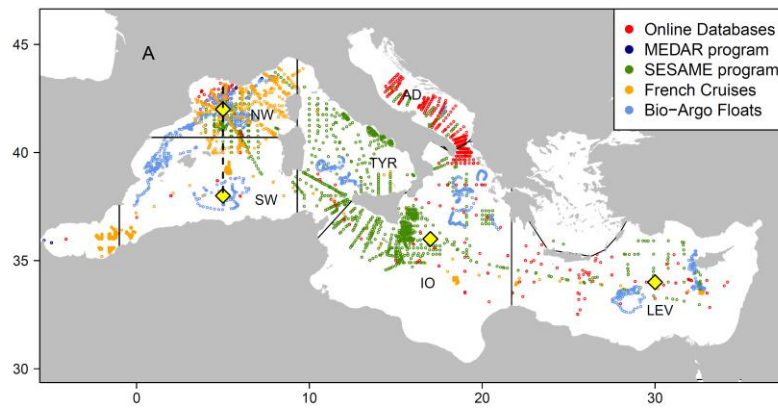 A
Online Databases
MEDAR program
SESAME program
French Cruises
Bio-Argo Floats
45
40
35
30
NW
AD
TYR
SW
IO
LEV
0
10
20
30